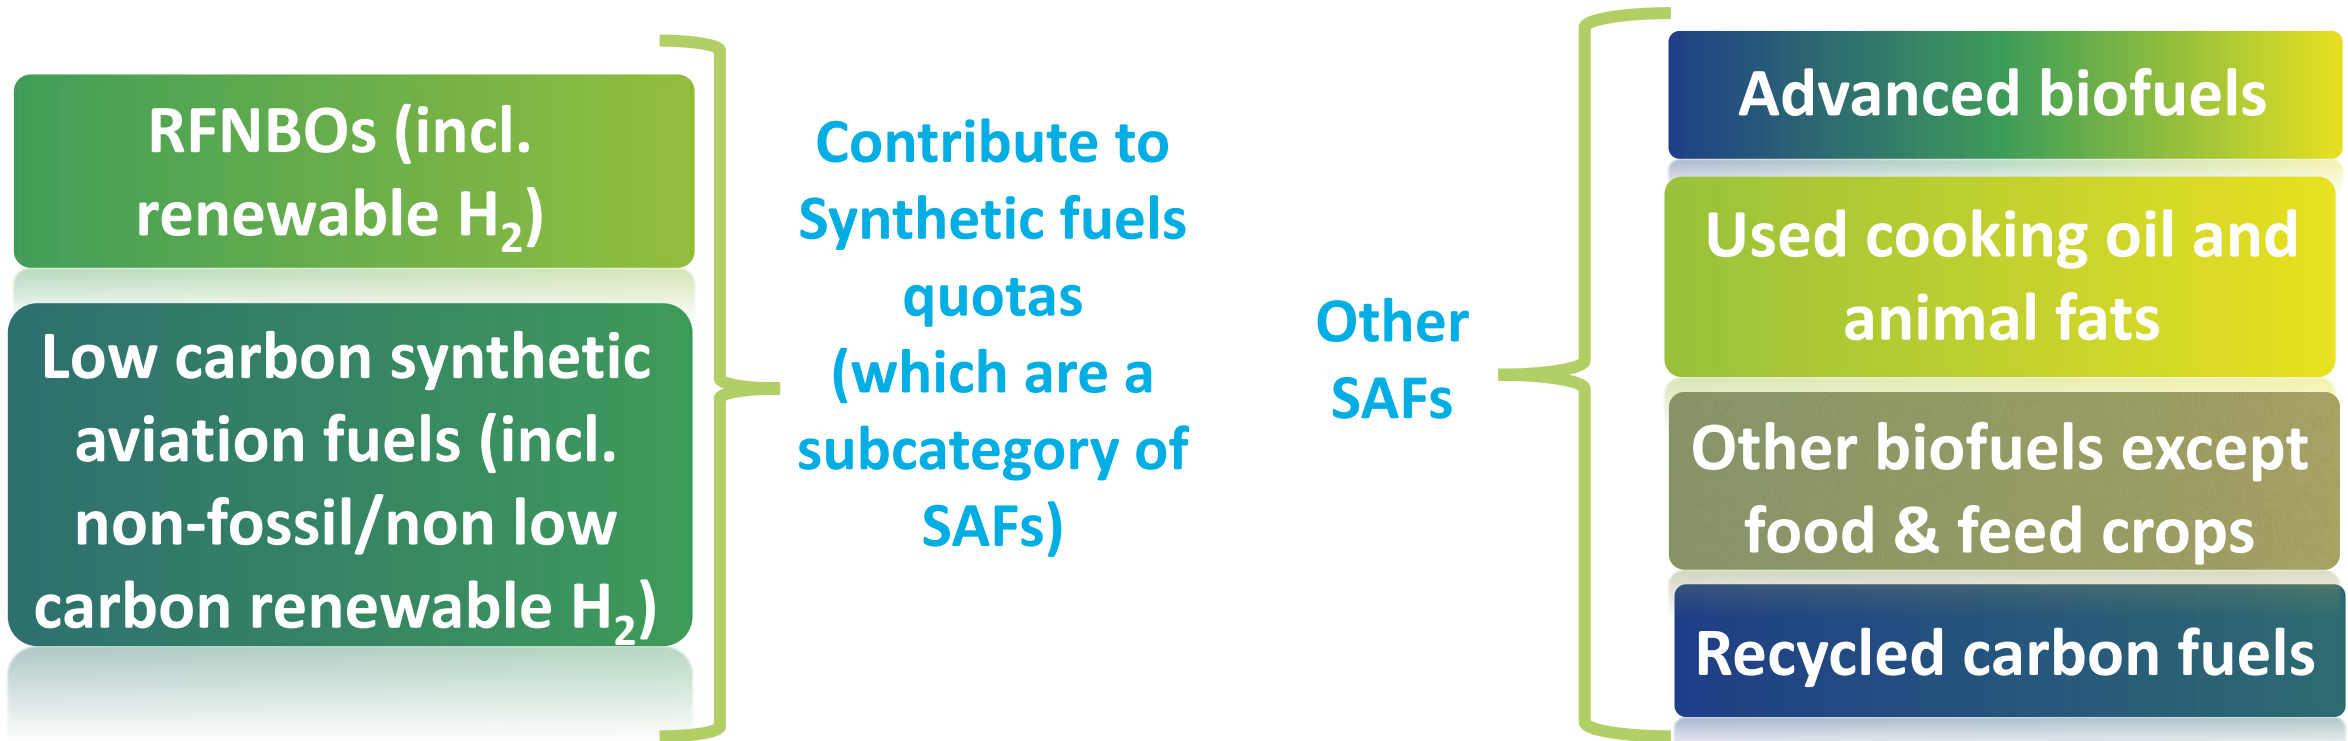 RFNBOs (incl.
renewable H₂)
Low carbon synthetic
aviation fuels (incl.
non-fossil/non low
carbon renewable H₂)
Contribute to
Synthetic fuels
quotas
(which are a
subcategory of
SAFs)
Other
SAFs
Advanced biofuels
Used cooking oil and
animal fats
Other biofuels except
food & feed crops
Recycled carbon fuels